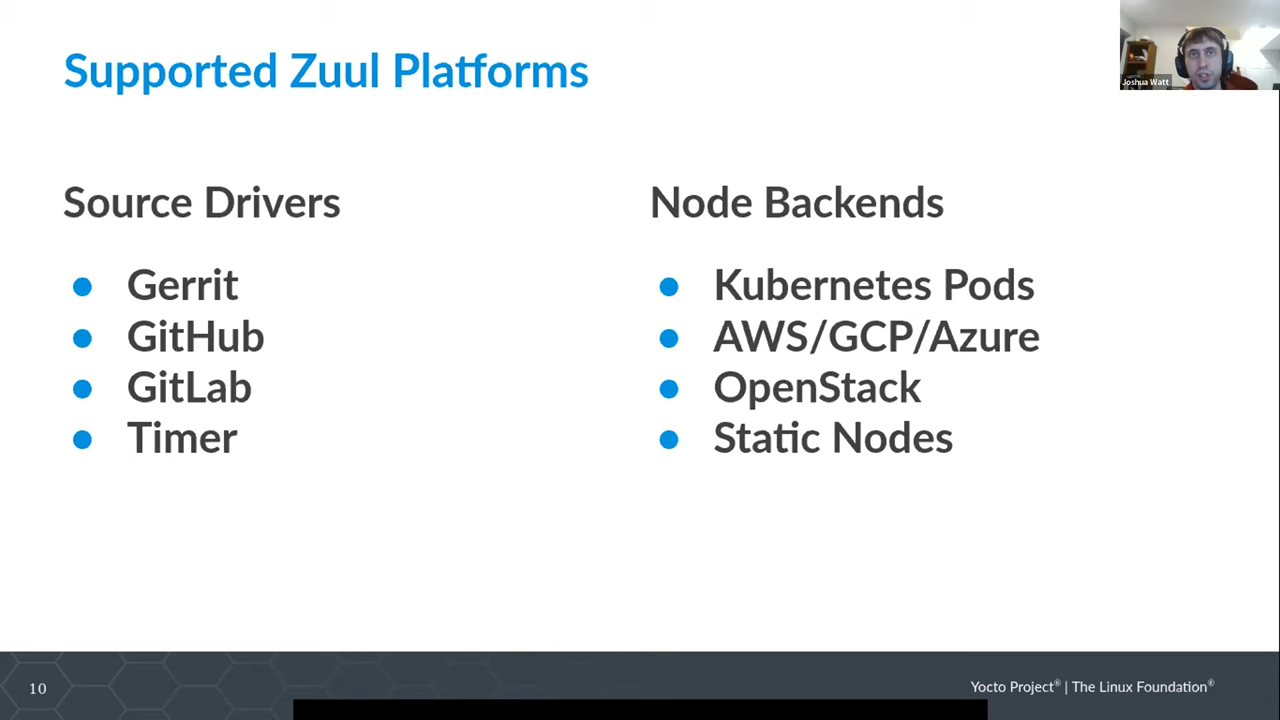 Supported Zuul Platforms
Joshua Watt
Source Drivers
Gerrit
GitHub
GitLab
Timer
Node Backends
Kubernetes Pods
AWS/GCP/Azure
OpenStack
Static Nodes
10
Yocto Project® | The Linux Foundation®